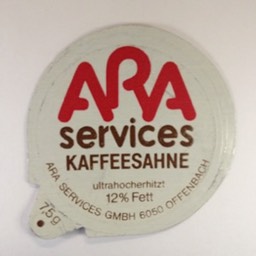 ARA
services
KAFFEESAHNE
ultrahocherhitzt
12% Fett
ARA SERVICES GMBH 6050 OFFENBACH
7,5g